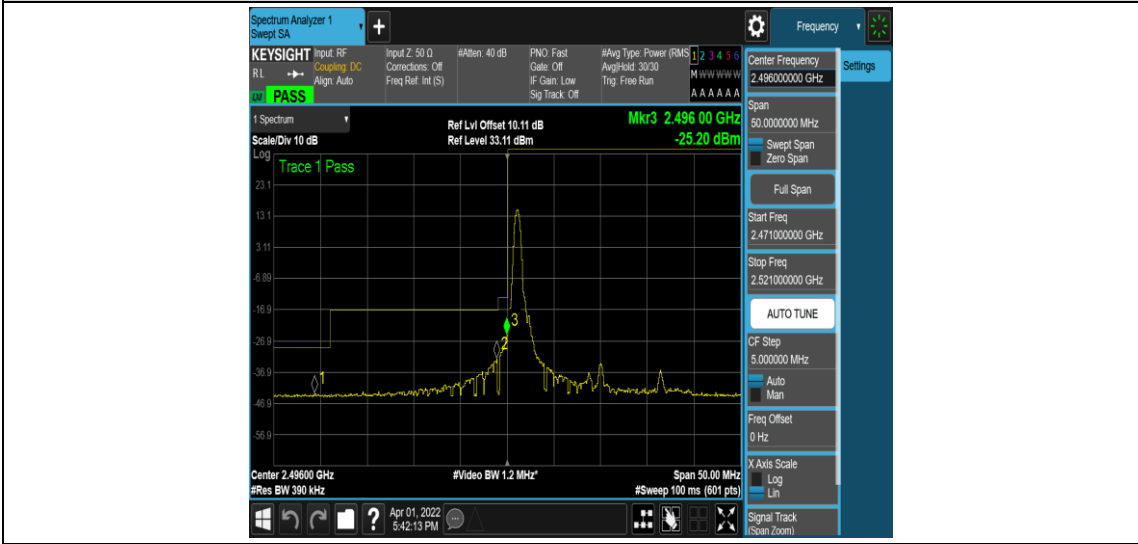 Spectrum Analyzer 1
Swept SA
+
Frequency
KEYSIGHT
RL
LXI
PASS
Input: RF
Coupling: DC
Align: Auto
Input Z: 50 Ω
Corrections: Off
Freq Ref: Int (S)
#Atten: 40 dB
PNO: Fast
Gate: Off
IF Gain: Low
Sig Track: Off
#Avg Type: Power (RMS
Avg|Hold: 30/30
Trig: Free Run
1 2 3 4 5 6
M W W W W W
A A A A A A
1 Spectrum
Scale/Div 10 dB
Ref Lvl Offset 10.11 dB
Ref Level 33.11 dBm
Mkr3 2.496 00 GHz
-25.20 dBm
Log
Trace 1 Pass
23.1
13.1
3.11
-6.89
-16.9
-26.9
-36.9
-46.9
-56.9
1
2
3
Center 2.49600 GHz
#Res BW 390 kHz
#Video BW 1.2 MHz*
Span 50.00 MHz
#Sweep 100 ms (601 pts)
Apr 01, 2022
5:42:13 PM
?
Center Frequency
2.496000000 GHz
Settings
Span
50.0000000 MHz
Swept Span
Zero Span
Full Span
Start Freq
2.471000000 GHz
Stop Freq
2.521000000 GHz
AUTO TUNE
CF Step
5.000000 MHz
Auto
Man
Freq Offset
0 Hz
X Axis Scale
Log
Lin
Signal Track
(Span Zoom)